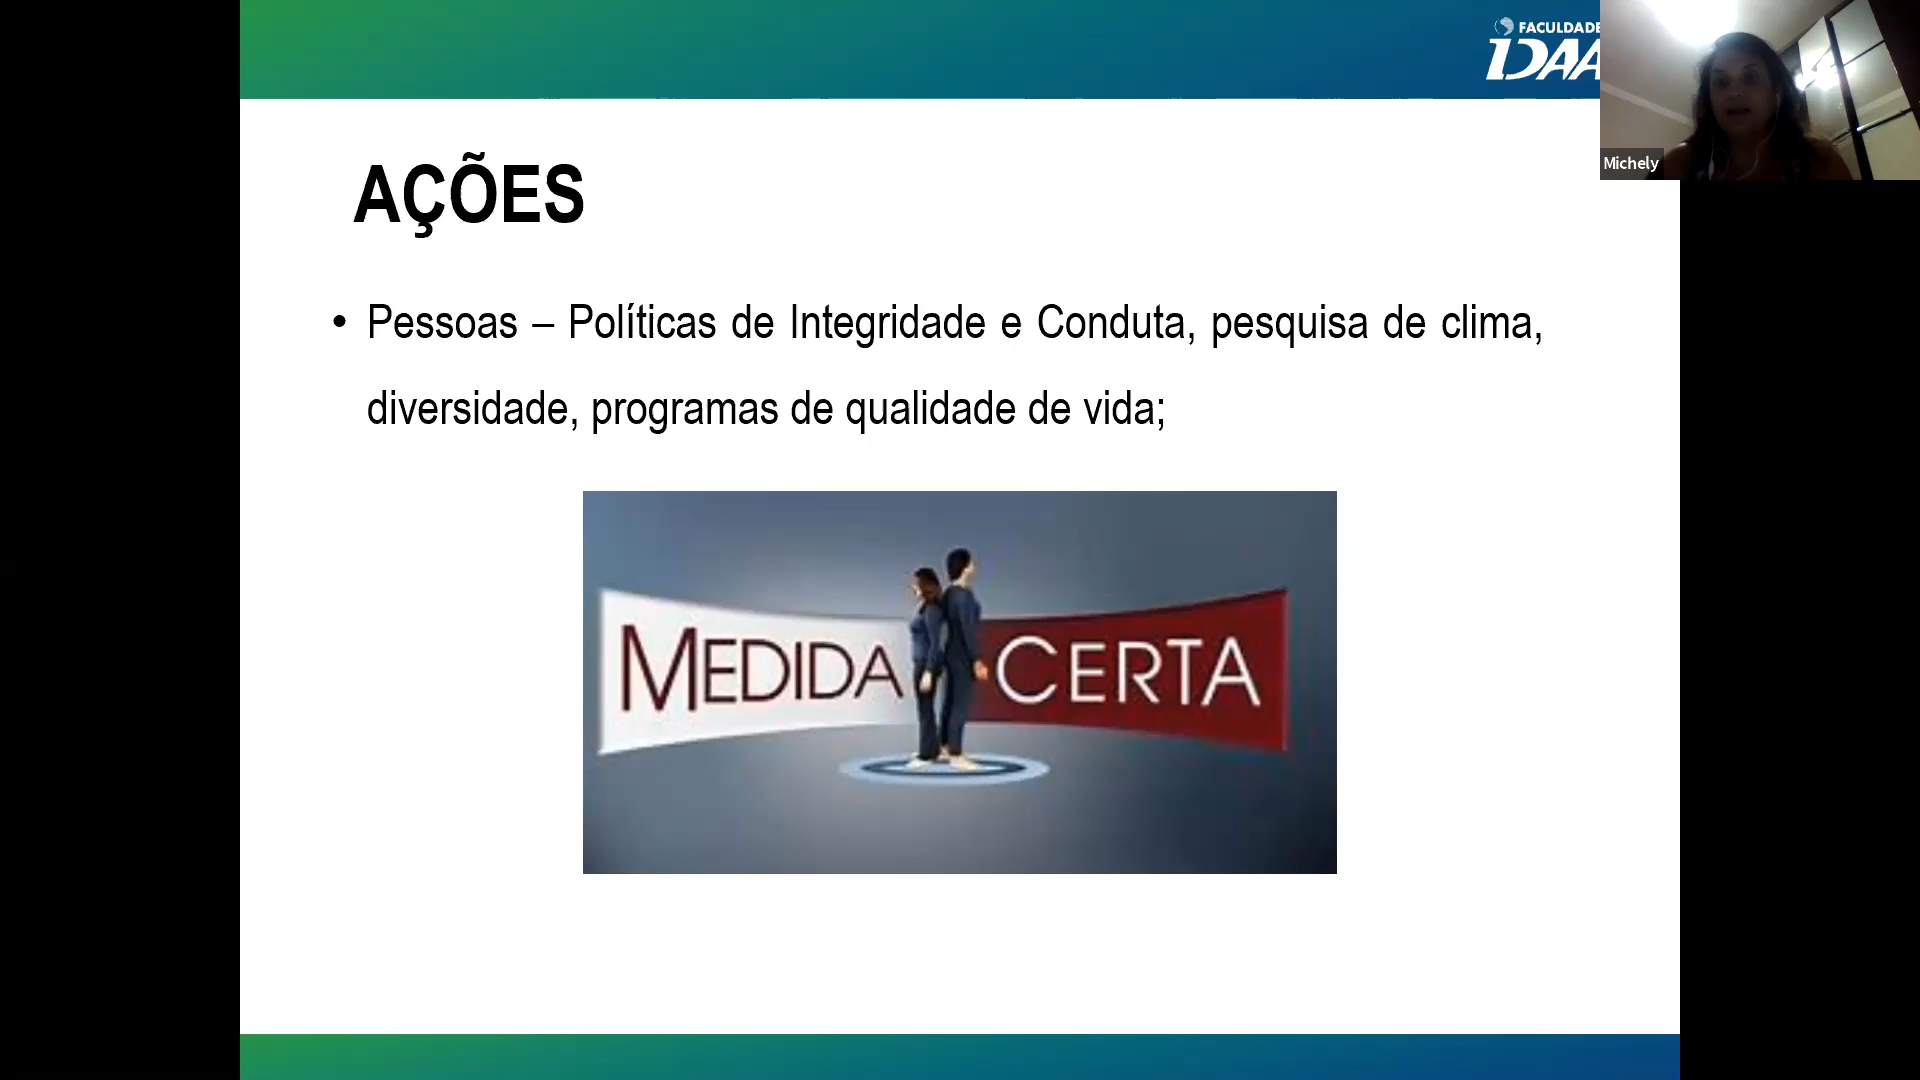 FACULDADE
IDAA
Michely
AÇÕES
• Pessoas – Políticas de Integridade e Conduta, pesquisa de clima,
diversidade, programas de qualidade de vida;
MEDIDA CERTA